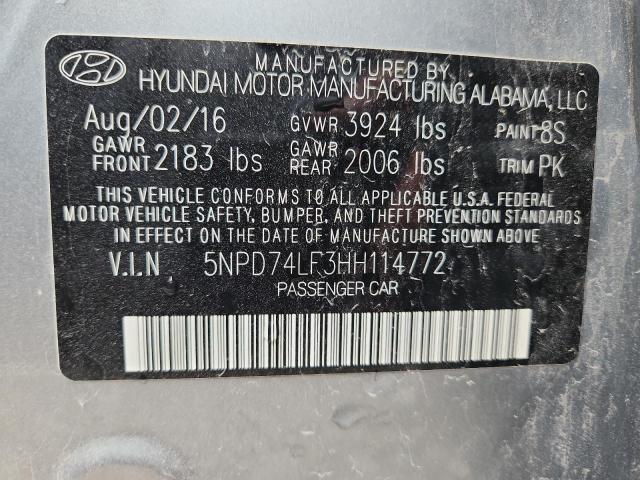 MANUFACTURED BY
HYUNDAI MOTOR MANUFACTURING ALABAMA, LLC
Aug/02/16 GVWR 3924 lbs PAINT 8S
GAWR FRONT 2183 lbs GAWR REAR 2006 lbs TRIM PK
THIS VEHICLE CONFORMS TO ALL APPLICABLE U.S.A. FEDERAL
MOTOR VEHICLE SAFETY, BUMPER, AND THEFT PREVENTION STANDARDS
IN EFFECT ON THE DATE OF MANUFACTURE SHOWN ABOVE.
V.I.N 5NPD74LF3HH114772
PASSENGER CAR